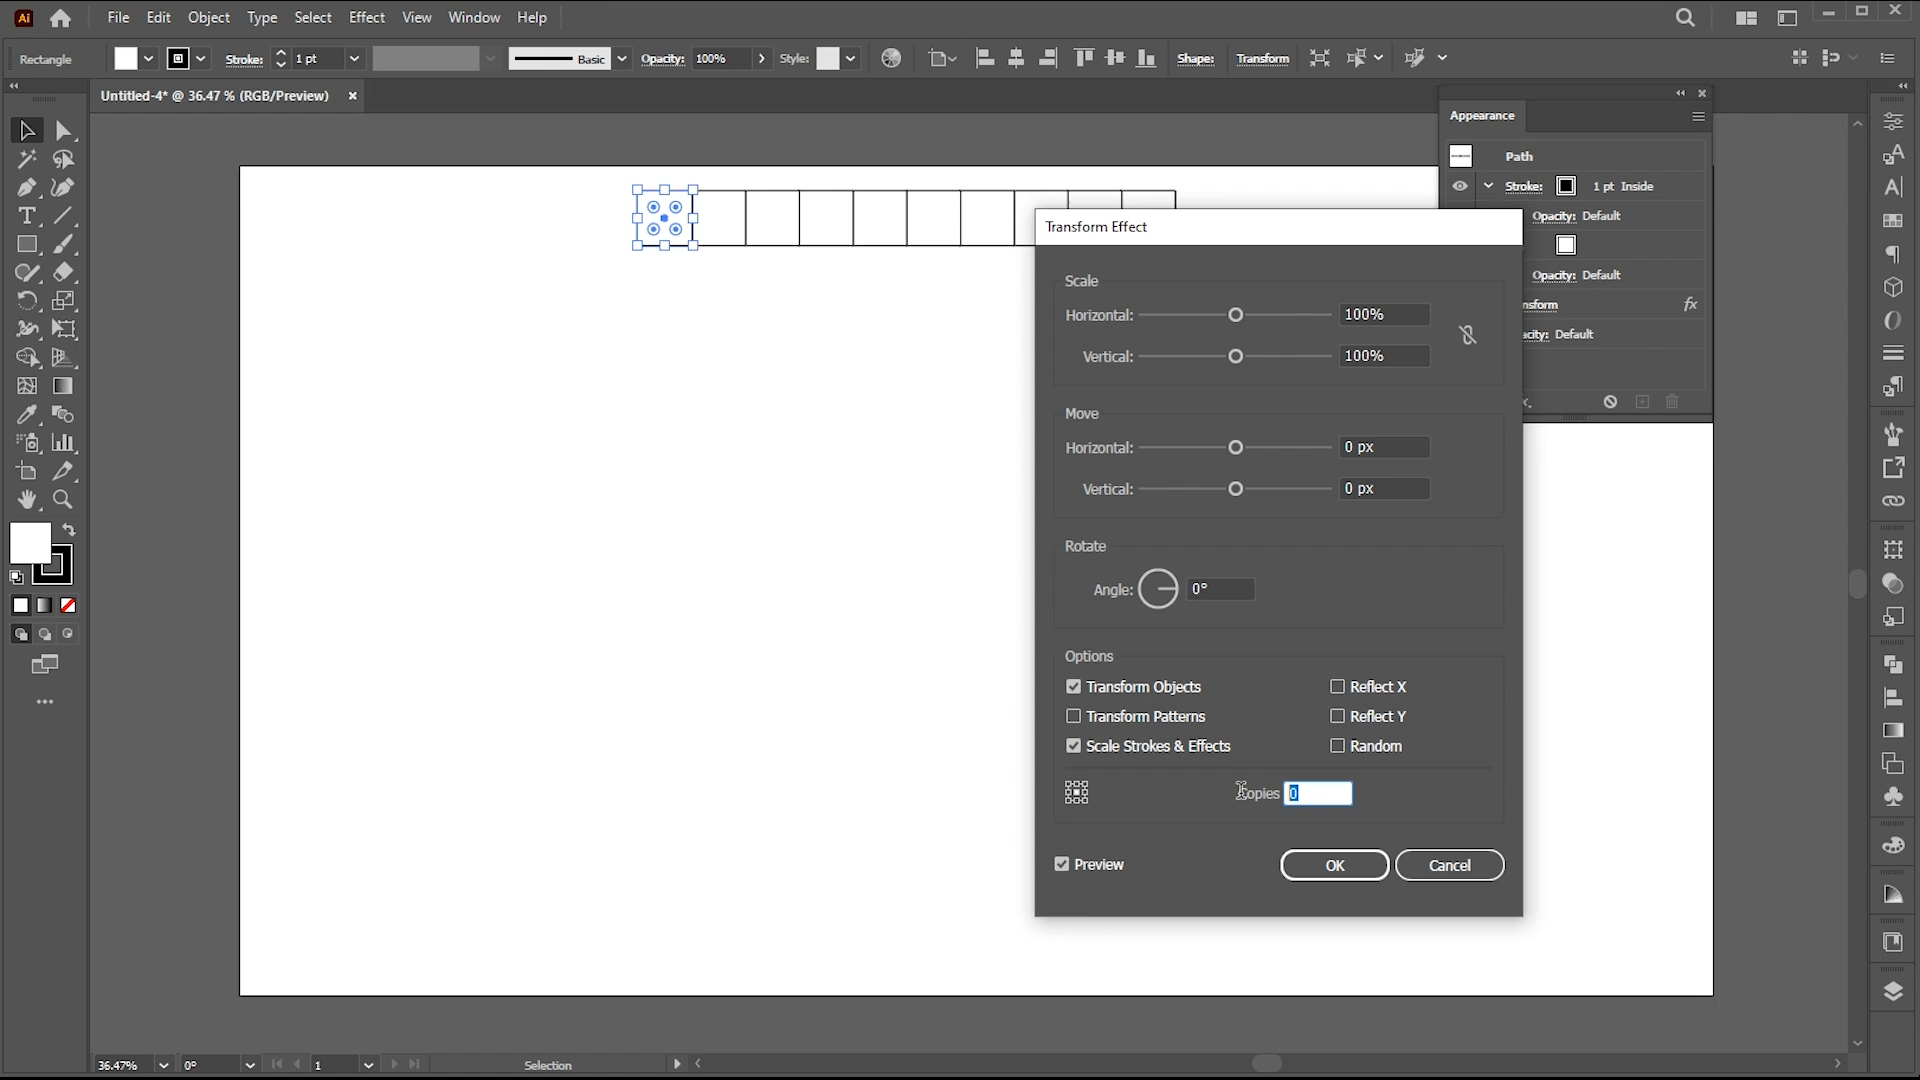 Ai File Edit Object Type Select Effect View Window Help
Rectangle Stroke: 1 pt Basic Opacity: 100% Style: Shape: Transform
Untitled-4* @ 36.47 % (RGB/Preview)
Appearance
Path
Stroke: 1 pt Inside
Opacity: Default
Opacity: Default
nsform fx
acity: Default
Transform Effect
Scale
Horizontal: 100%
Vertical: 100%
Move
Horizontal: 0 px
Vertical: 0 px
Rotate
Angle: 0°
Options
Transform Objects Reflect X
Transform Patterns Reflect Y
Scale Strokes & Effects Random
Copies 0
Preview OK Cancel
36.47% 0° 1 Selection